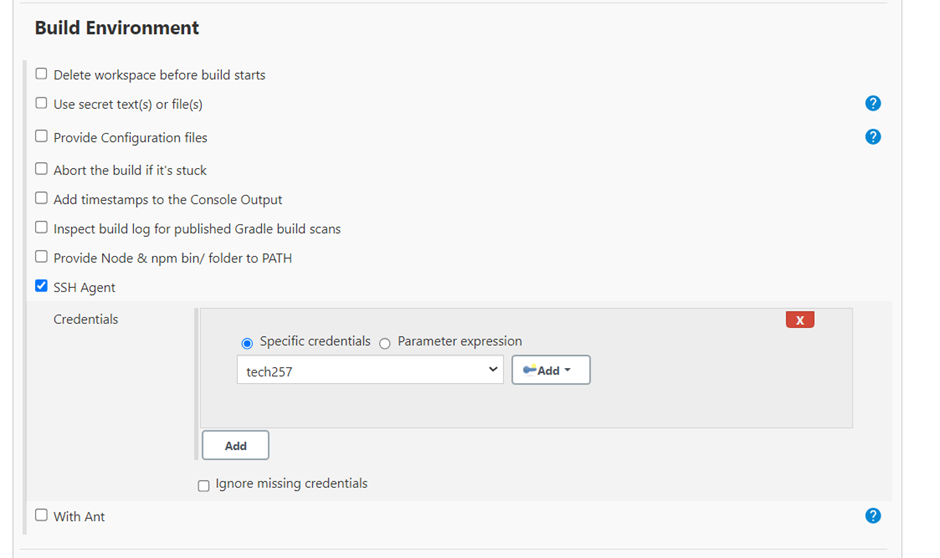 Build Environment
Delete workspace before build starts
Use secret text(s) or file(s)
?
Provide Configuration files
?
Abort the build if it's stuck
Add timestamps to the Console Output
Inspect build log for published Gradle build scans
Provide Node & npm bin/ folder to PATH
SSH Agent
Credentials
X
Specific credentials Parameter expression
tech257 Add
Add
Ignore missing credentials
With Ant
?